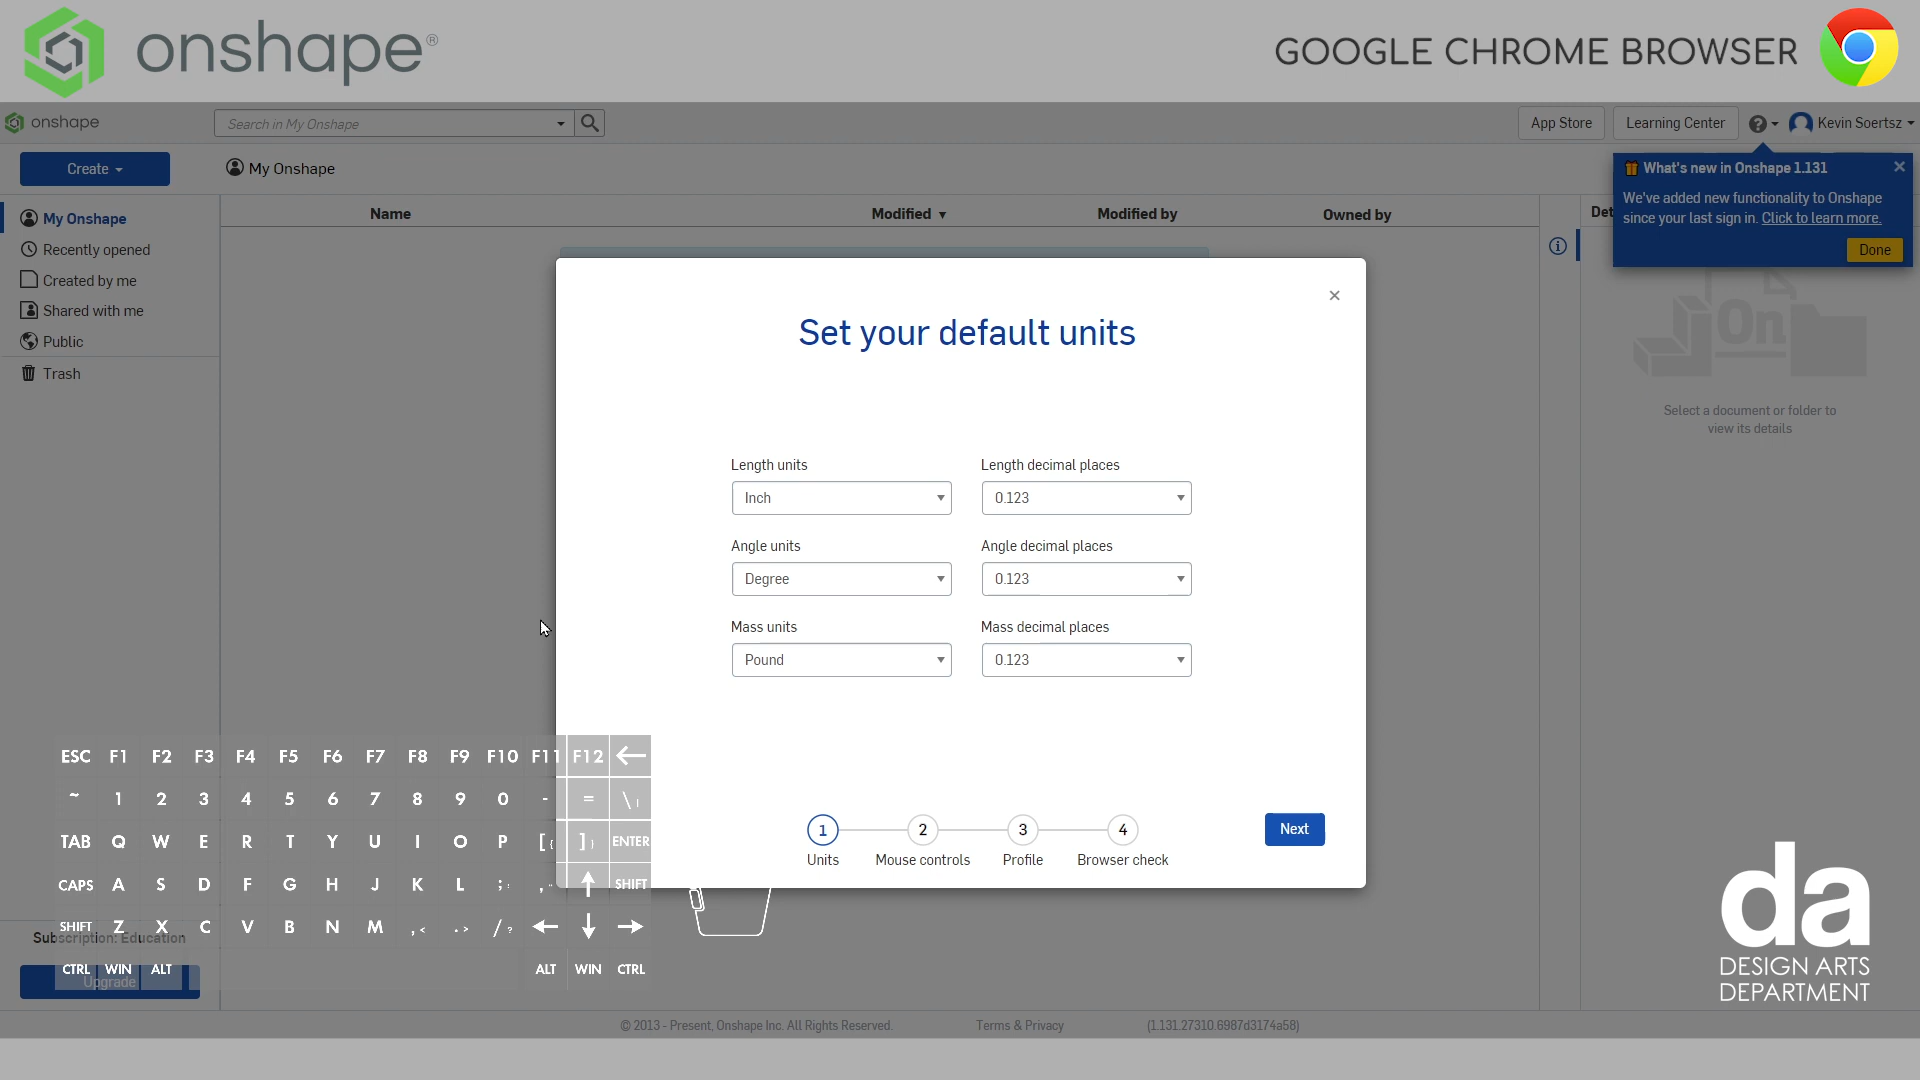 onshape®
GOOGLE CHROME BROWSER
onshape
Search in My Onshape
App Store
Learning Center
?
Kevin Soertsz
Create
My Onshape
What's new in Onshape 1.131
We've added new functionality to Onshape
since your last sign in. Click to learn more.
Done
My Onshape
Recently opened
Created by me
Shared with me
Public
Trash
Name
Modified
Modified by
Owned by
Det
On
Select a document or folder to
view its details
Set your default units
Length units
Length decimal places
Inch
0.123
Angle units
Angle decimal places
Degree
0.123
Mass units
Mass decimal places
Pound
0.123
1
2
3
4
Units
Mouse controls
Profile
Browser check
Next
ESC F1 F2 F3 F4 F5 F6 F7 F8 F9 F10 F11 F12 ←
~ 1 2 3 4 5 6 7 8 9 0 - = \ |
TAB Q W E R T Y U I O P [ { ] } ENTER
CAPS A S D F G H J K L ; : , " ↑ SHIFT
SHIFT Z X C V B N M , < . > / ? ← ↓ →
CTRL WIN ALT ALT WIN CTRL
Subscription: Education
Upgrade
da
DESIGN ARTS
DEPARTMENT
© 2013 - Present, Onshape Inc. All Rights Reserved.
Terms & Privacy
(1.131.27310.6987d3174a58)